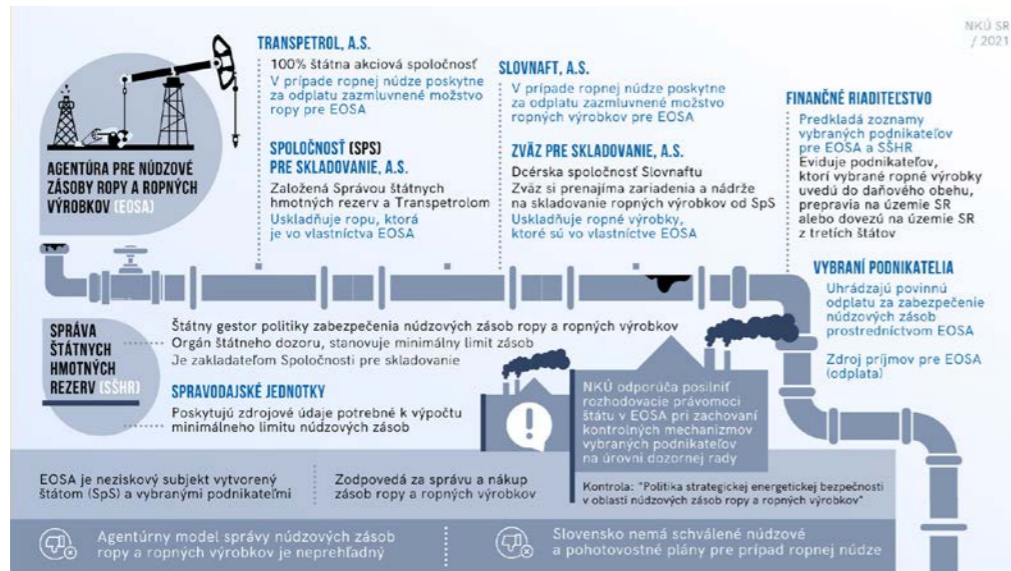 NKÚ SR
/ 2021
AGENTÚRA PRE NÚDZOVÉ
ZÁSOBY ROPY A ROPNÝCH
VÝROBKOV (EOSA)
TRANSPETROL, A.S.
100% štátna akciová spoločnosť
V prípade ropnej núdze poskytne
za odplatu zazmluvnené možstvo
ropy pre EOSA
SPOLOČNOSŤ (SPS)
PRE SKLADOVANIE, A.S.
Založená Správou štátnych
hmotných rezerv a Transpetrolom
Uskladňuje ropu, ktorá
je vo vlastníctva EOSA
SLOVNAFT, A.S.
V prípade ropnej núdze poskytne
za odplatu zazmluvnené možstvo
ropných výrobkov pre EOSA
ZVÄZ PRE SKLADOVANIE, A.S.
Dcérska spoločnosť Slovnaftu
Zväz si prenajíma zariadenia a nádrže
na skladovanie ropných výrobkov od SpS
Uskladňuje ropné výrobky,
ktoré sú vo vlastníctve EOSA
FINANČNÉ RIADITEĽSTVO
Predkladá zoznamy
vybraných podnikateľov
pre EOSA a SŠHR
Eviduje podnikateľov,
ktorí vybrané ropné výrobky
uvedú do daňového obehu,
prepravia na územie SR
alebo dovezú na územie SR
z tretích štátov
VYBRANÍ PODNIKATELIA
Uhrádzajú povinnú
odplatu za zabezpečenie
núdzových zásob
prostredníctvom EOSA
Zdroj príjmov pre EOSA
(odplata)
SPRÁVA
ŠTÁTNYCH
HMOTNÝCH
REZERV (SŠHR)
Štátny gestor politiky zabezpečenia núdzových zásob ropy a ropných výrobkov
Orgán štátneho dozoru, stanovuje minimálny limit zásob
Je zakladateľom Spoločnosti pre skladovanie
SPRAVODAJSKÉ JEDNOTKY
Poskytujú zdrojové údaje potrebné k výpočtu
minimálneho limitu núdzových zásob
NKÚ odporúča posilniť
rozhodovacie právomoci
štátu v EOSA pri zachovaní
kontrolných mechanizmov
vybraných podnikateľov
na úrovni dozornej rady
EOSA je neziskový subjekt vytvorený
štátom (SpS) a vybranými podnikateľmi
Zodpovedá za správu a nákup
zásob ropy a ropných výrobkov
Kontrola: "Politika strategickej energetickej bezpečnosti
v oblasti núdzových zásob ropy a ropných výrobkov"
Agentúrny model správy núdzových zásob
ropy a ropných výrobkov je neprehľadný
Slovensko nemá schválené núdzové
a pohotovostné plány pre prípad ropnej núdze